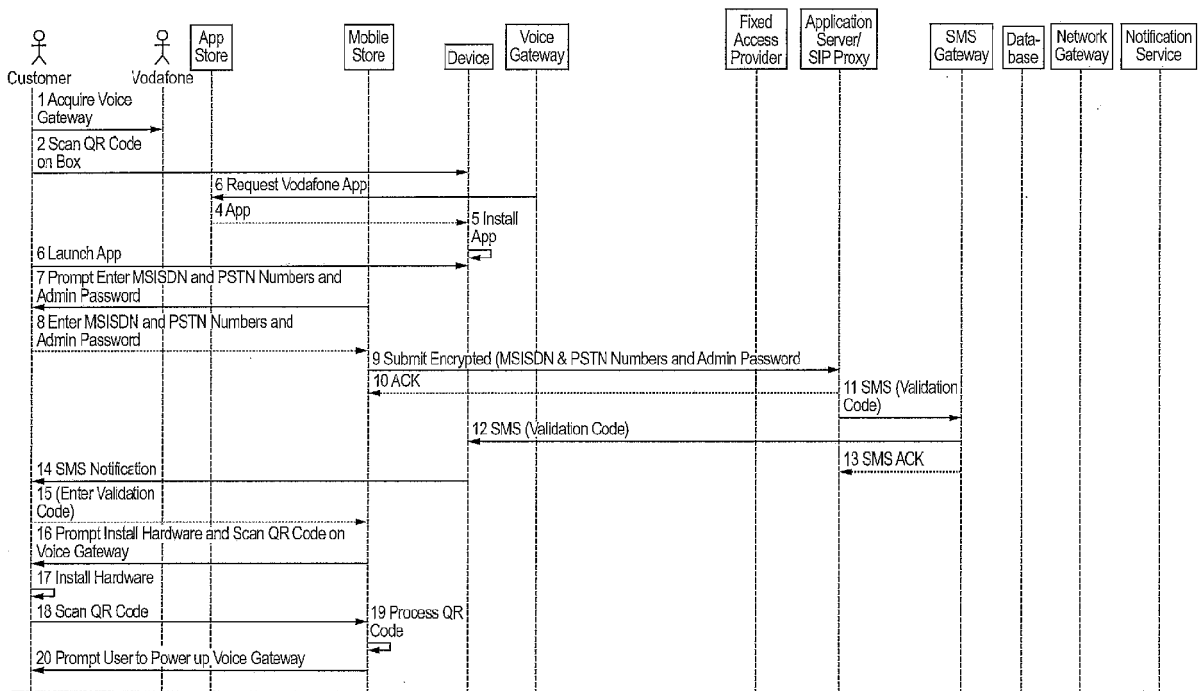 Customer
Vodafone
App
Store
Mobile
Store
Device
Voice
Gateway
Fixed
Access
Provider
Application
Server/
SIP Proxy
SMS
Gateway
Data-
base
Network
Gateway
Notification
Service
1 Acquire Voice
Gateway
2 Scan QR Code
on Box
6 Request Vodafone App
4 App
5 Install
App
6 Launch App
7 Prompt Enter MSISDN and PSTN Numbers and
Admin Password
8 Enter MSISDN and PSTN Numbers and
Admin Password
9 Submit Encrypted (MSISDN & PSTN Numbers and Admin Password
10 ACK
11 SMS (Validation
Code)
12 SMS (Validation Code)
13 SMS ACK
14 SMS Notification
15 (Enter Validation
Code)
16 Prompt Install Hardware and Scan QR Code on
Voice Gateway
17 Install Hardware
18 Scan QR Code
19 Process QR
Code
20 Prompt User to Power up Voice Gateway